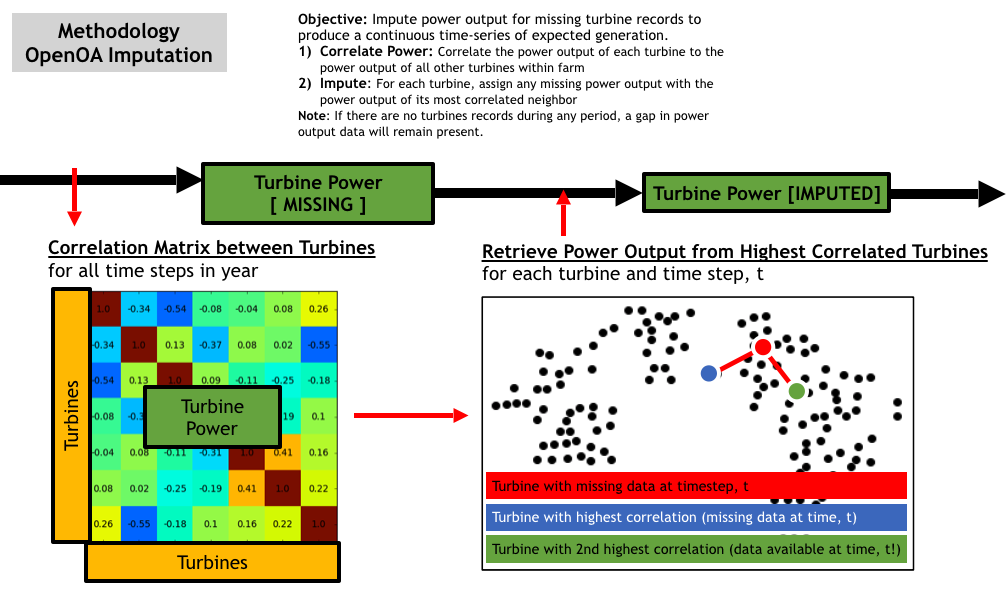 Methodology
OpenOA Imputation
Objective: Impute power output for missing turbine records to
produce a continuous time-series of expected generation.
1) Correlate Power: Correlate the power output of each turbine to the
power output of all other turbines within farm
2) Impute: For each turbine, assign any missing power output with the
power output of its most correlated neighbor
Note: If there are no turbines records during any period, a gap in power
output data will remain present.
Turbine Power
[ MISSING ]
Turbine Power [IMPUTED]
Correlation Matrix between Turbines
for all time steps in year
Turbines
1.0 -0.34 -0.54 -0.08 -0.04 0.08 0.26
0.34 1.0 0.13 -0.37 0.08 0.02 -0.55
0.54 0.13 1.0 0.09 -0.11 -0.25 -0.18
0.08 0.1
0.04 0.08 -0.11 -0.31 1.0 0.41 0.16
0.08 0.02 -0.25 -0.19 0.41 1.0 0.22
0.26 -0.55 -0.18 0.1 0.16 0.22 1.0
Turbine
Power
Turbines
Retrieve Power Output from Highest Correlated Turbines
for each turbine and time step, t
Turbine with missing data at timestep, t
Turbine with highest correlation (missing data at time, t)
Turbine with 2nd highest correlation (data available at time, t!)